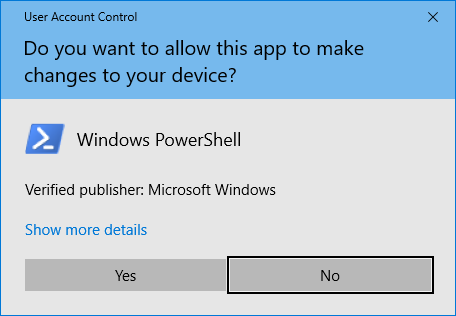 User Account Control
Do you want to allow this app to make
changes to your device?
Windows PowerShell
Verified publisher: Microsoft Windows
Show more details
Yes
No